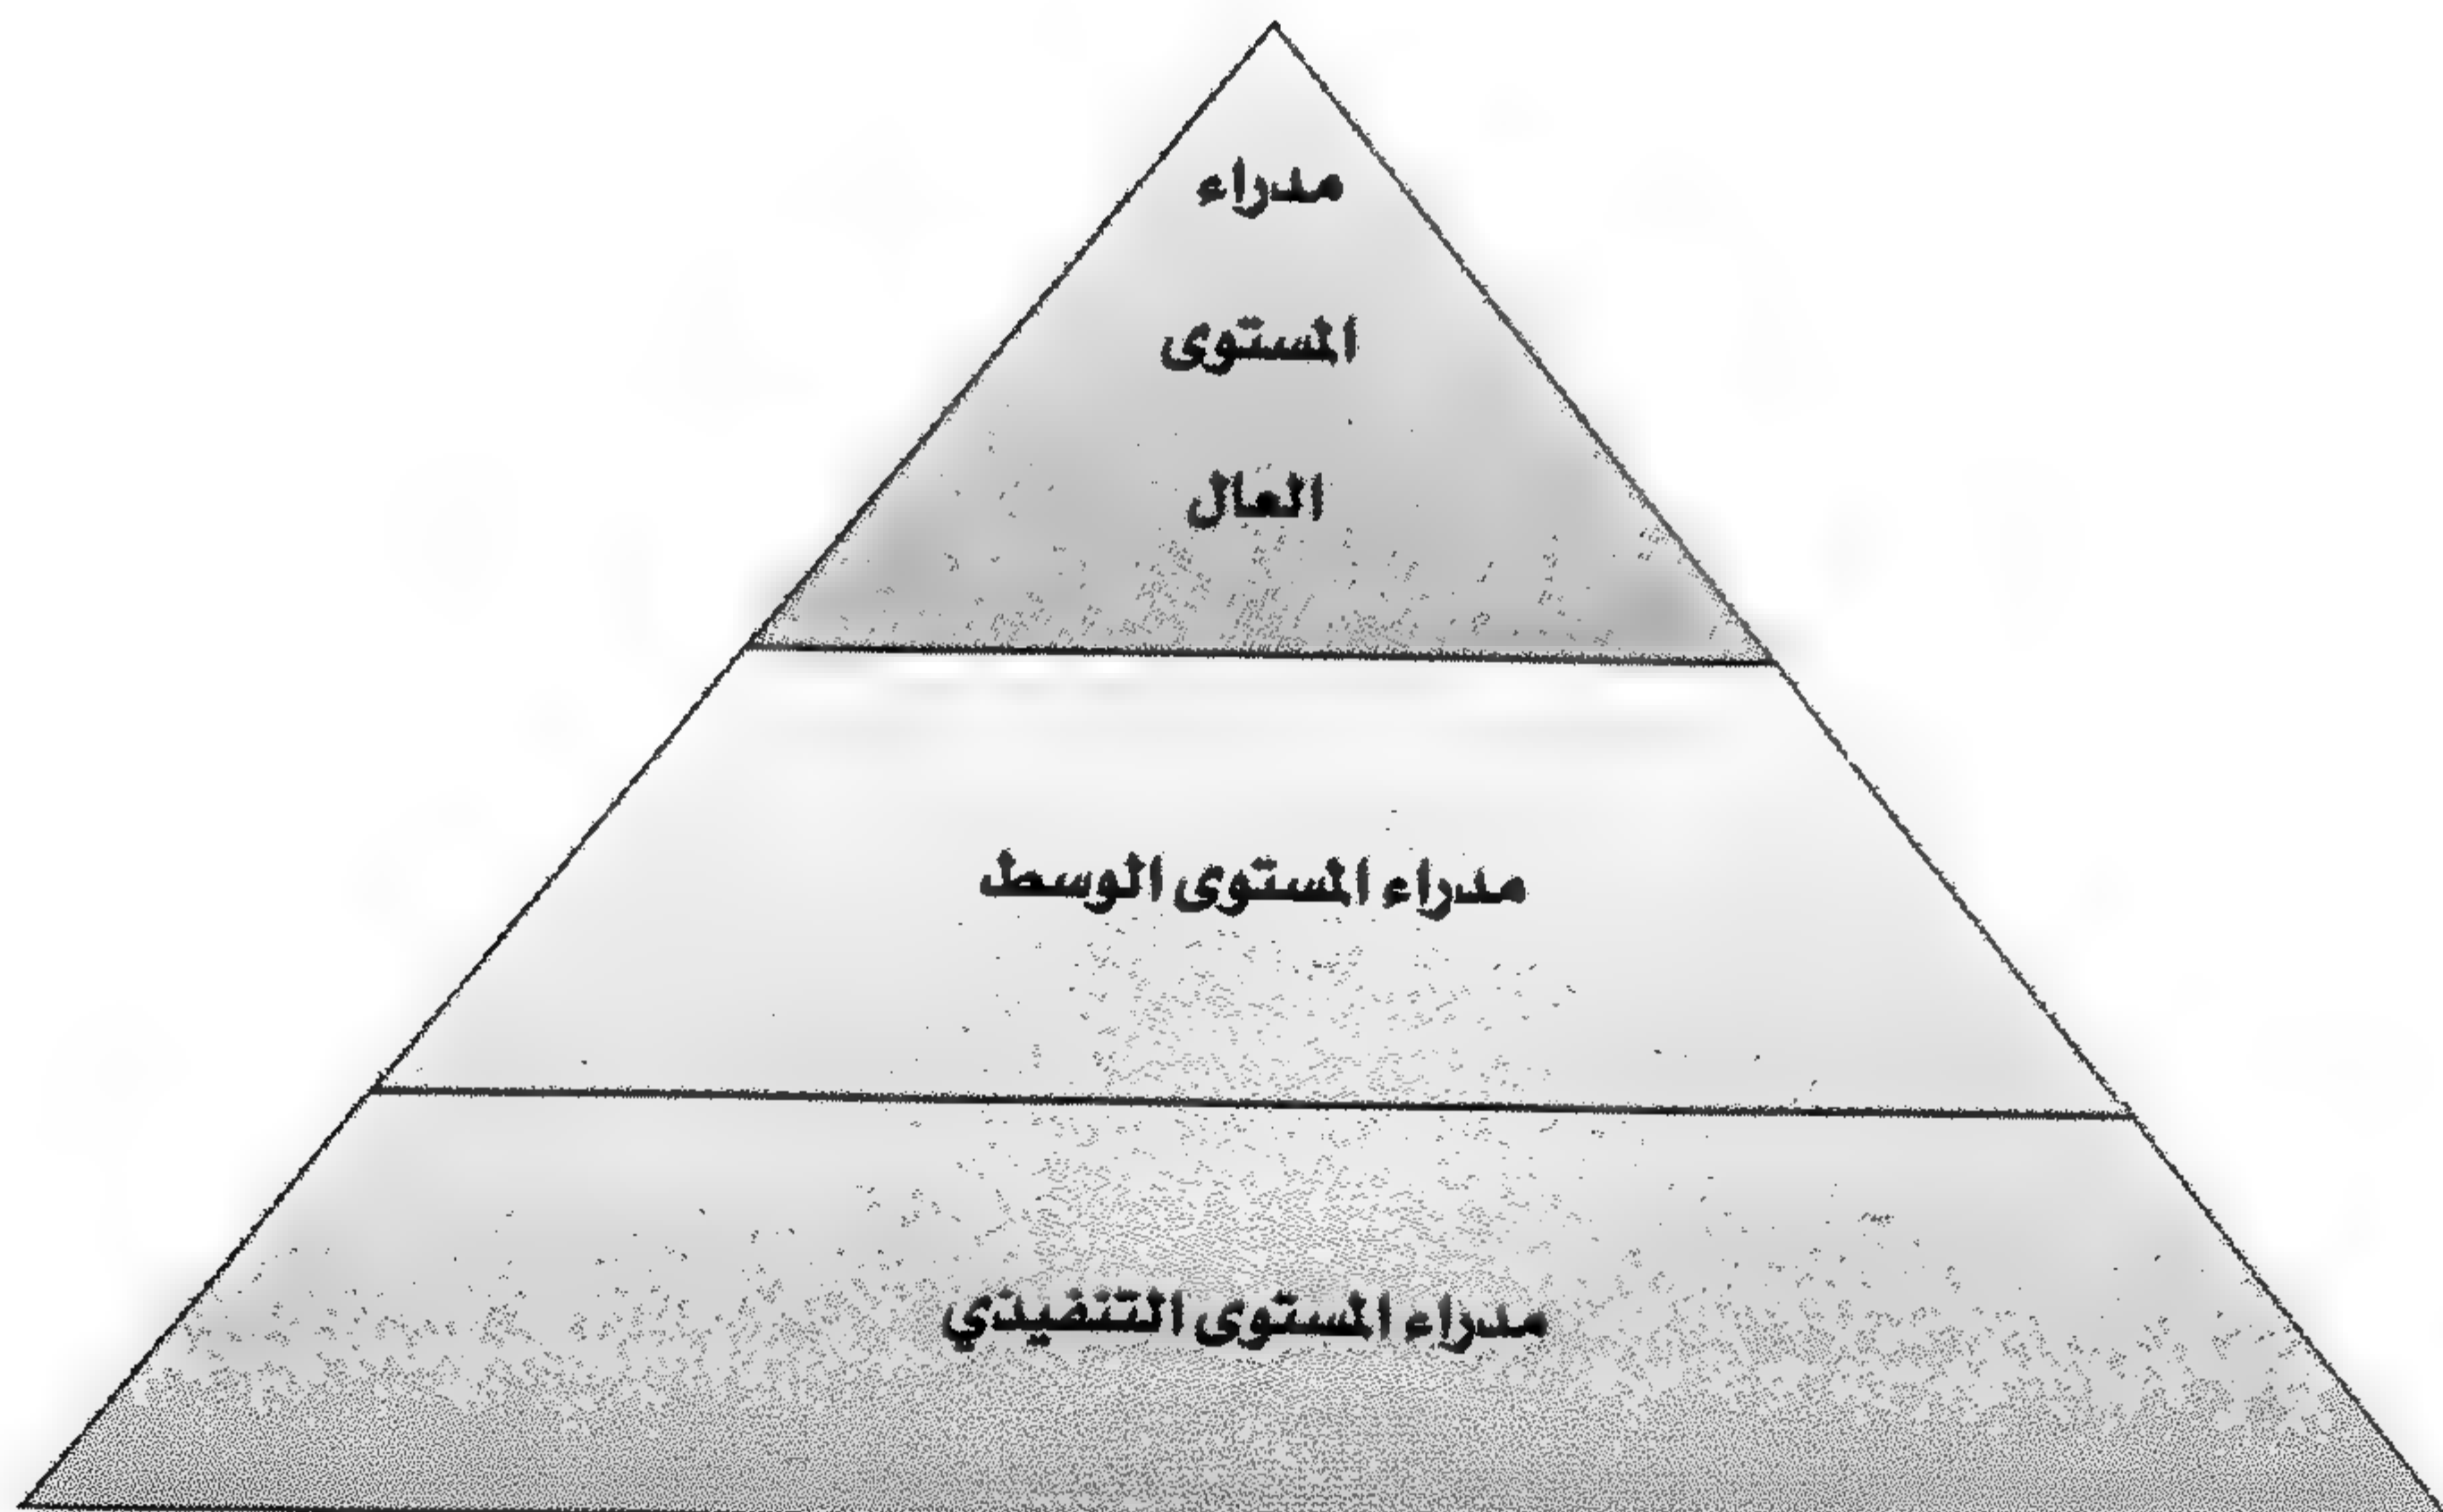 مدراء
المستوى
العال
مدراء المستوى الوسط
مدراء المستوى التنفيذي